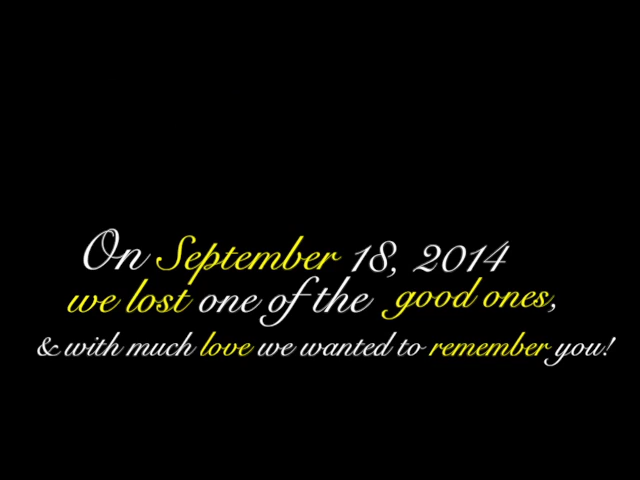 On September 18, 2014
we lost one of the good ones,
& with much love we wanted to remember you!